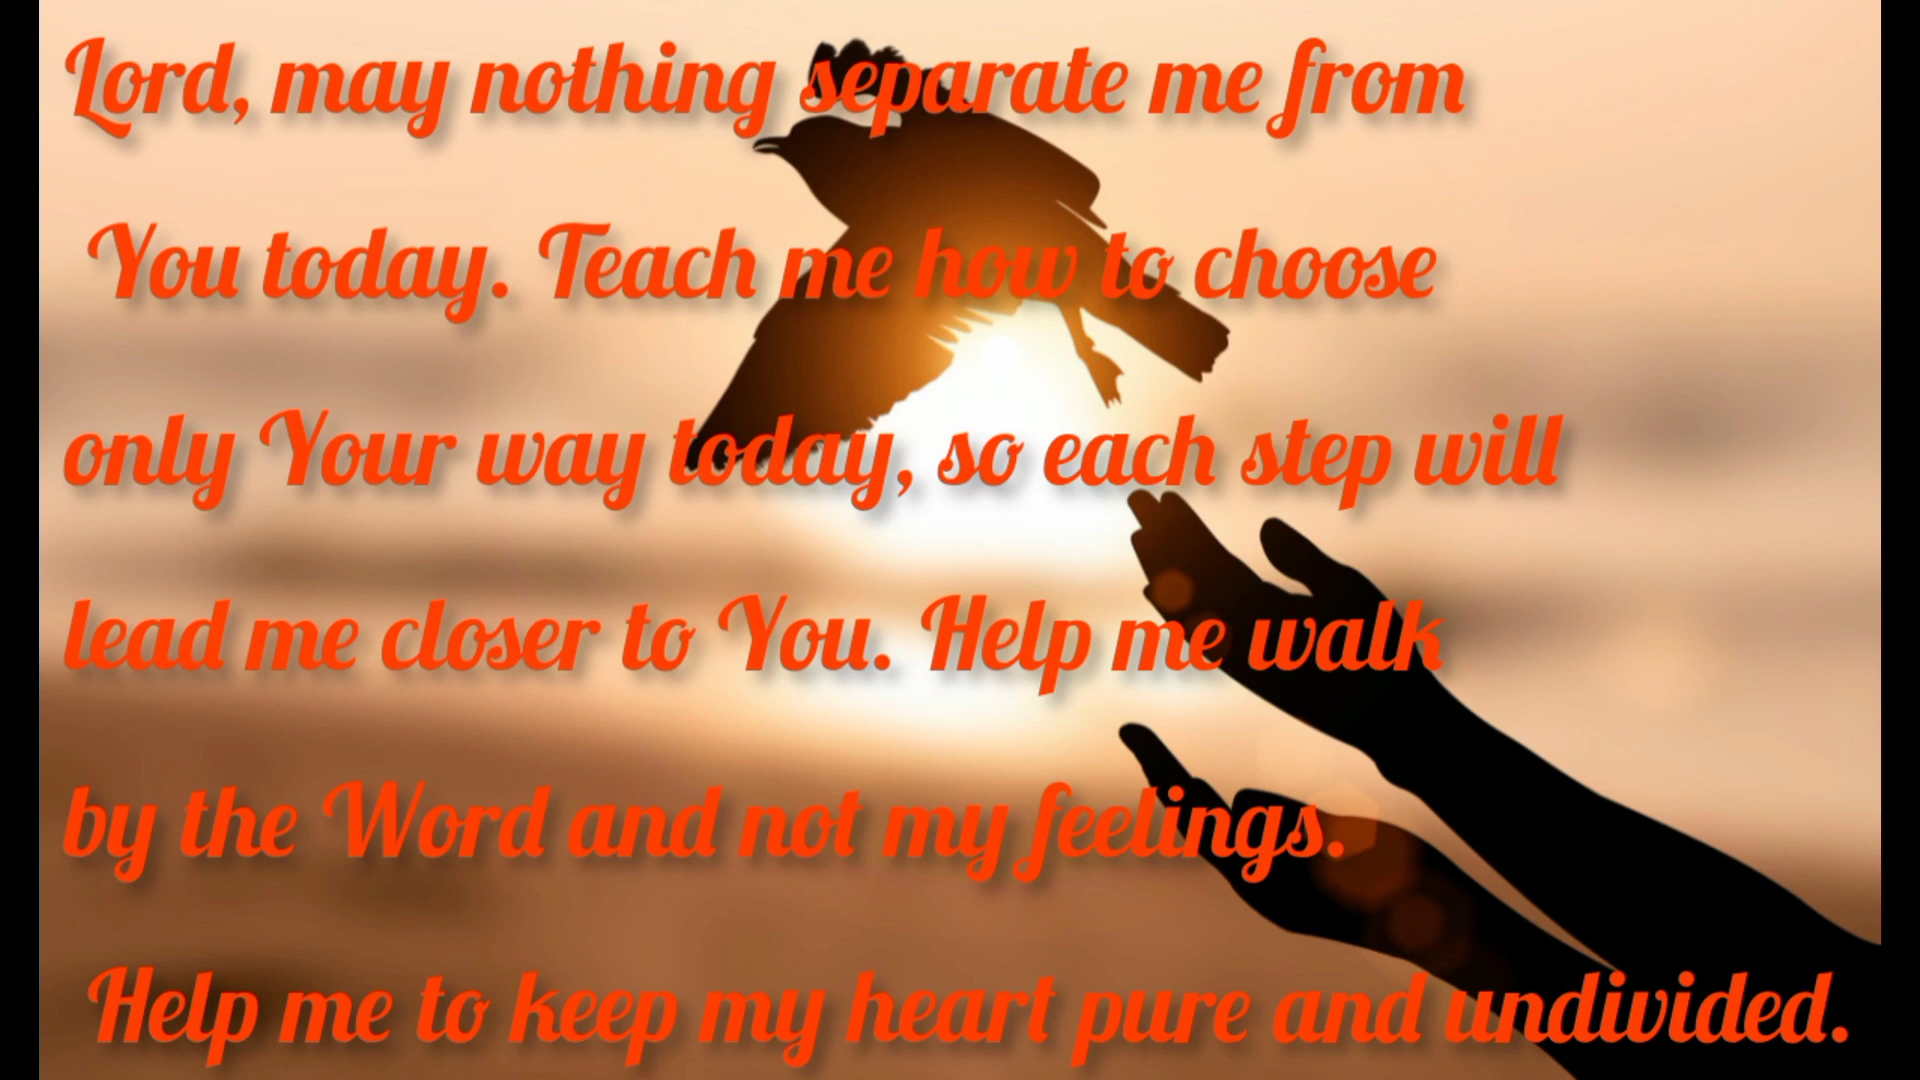 Lord, may nothing separate me from
You today. Teach me how to choose
only Your way today, so each step will
lead me closer to You. Help me walk
by the Word and not my feelings.
Help me to keep my heart pure and undivided.